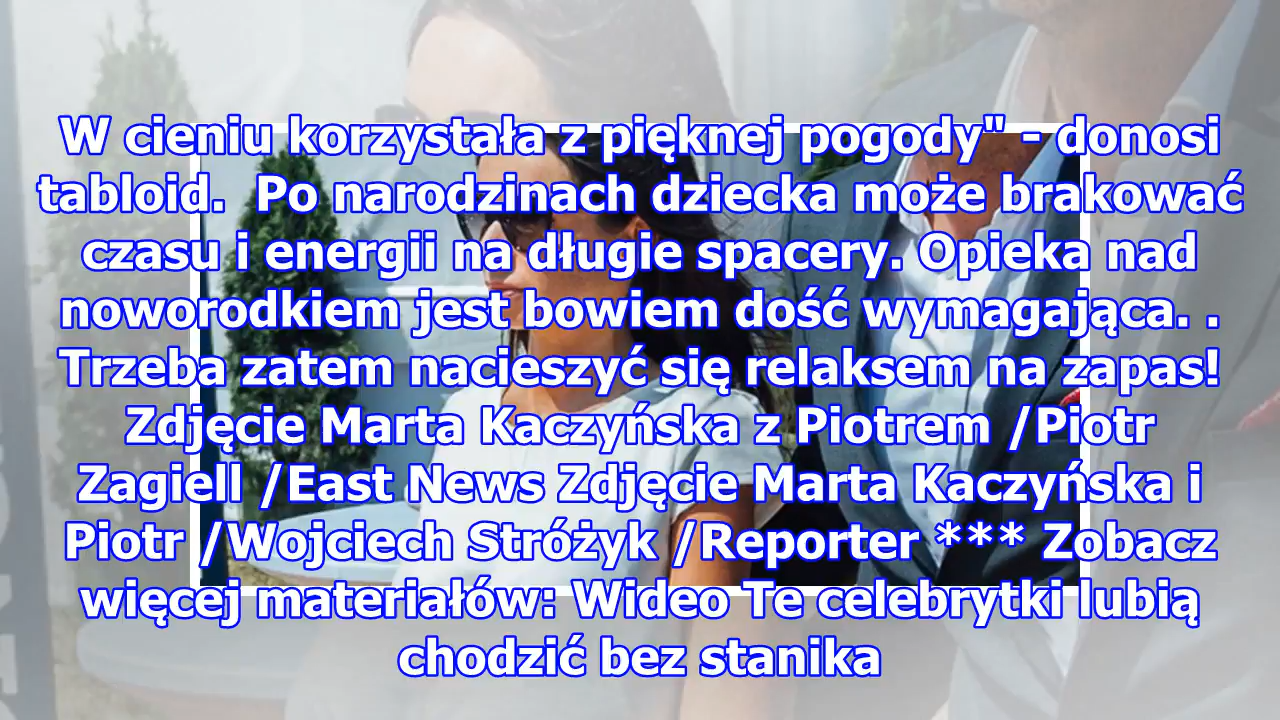 W cieniu korzystała z pięknej pogody" - donosi
tabloid.  Po narodzinach dziecka może brakować
czasu i energii na długie spacery. Opieka nad
noworodkiem jest bowiem dość wymagająca. .
Trzeba zatem nacieszyć się relaksem na zapas!
Zdjęcie Marta Kaczyńska z Piotrem /Piotr
Zagiell /East News Zdjęcie Marta Kaczyńska i
Piotr /Wojciech Stróżyk /Reporter *** Zobacz
więcej materiałów: Wideo Te celebrytki lubią
chodzić bez stanika